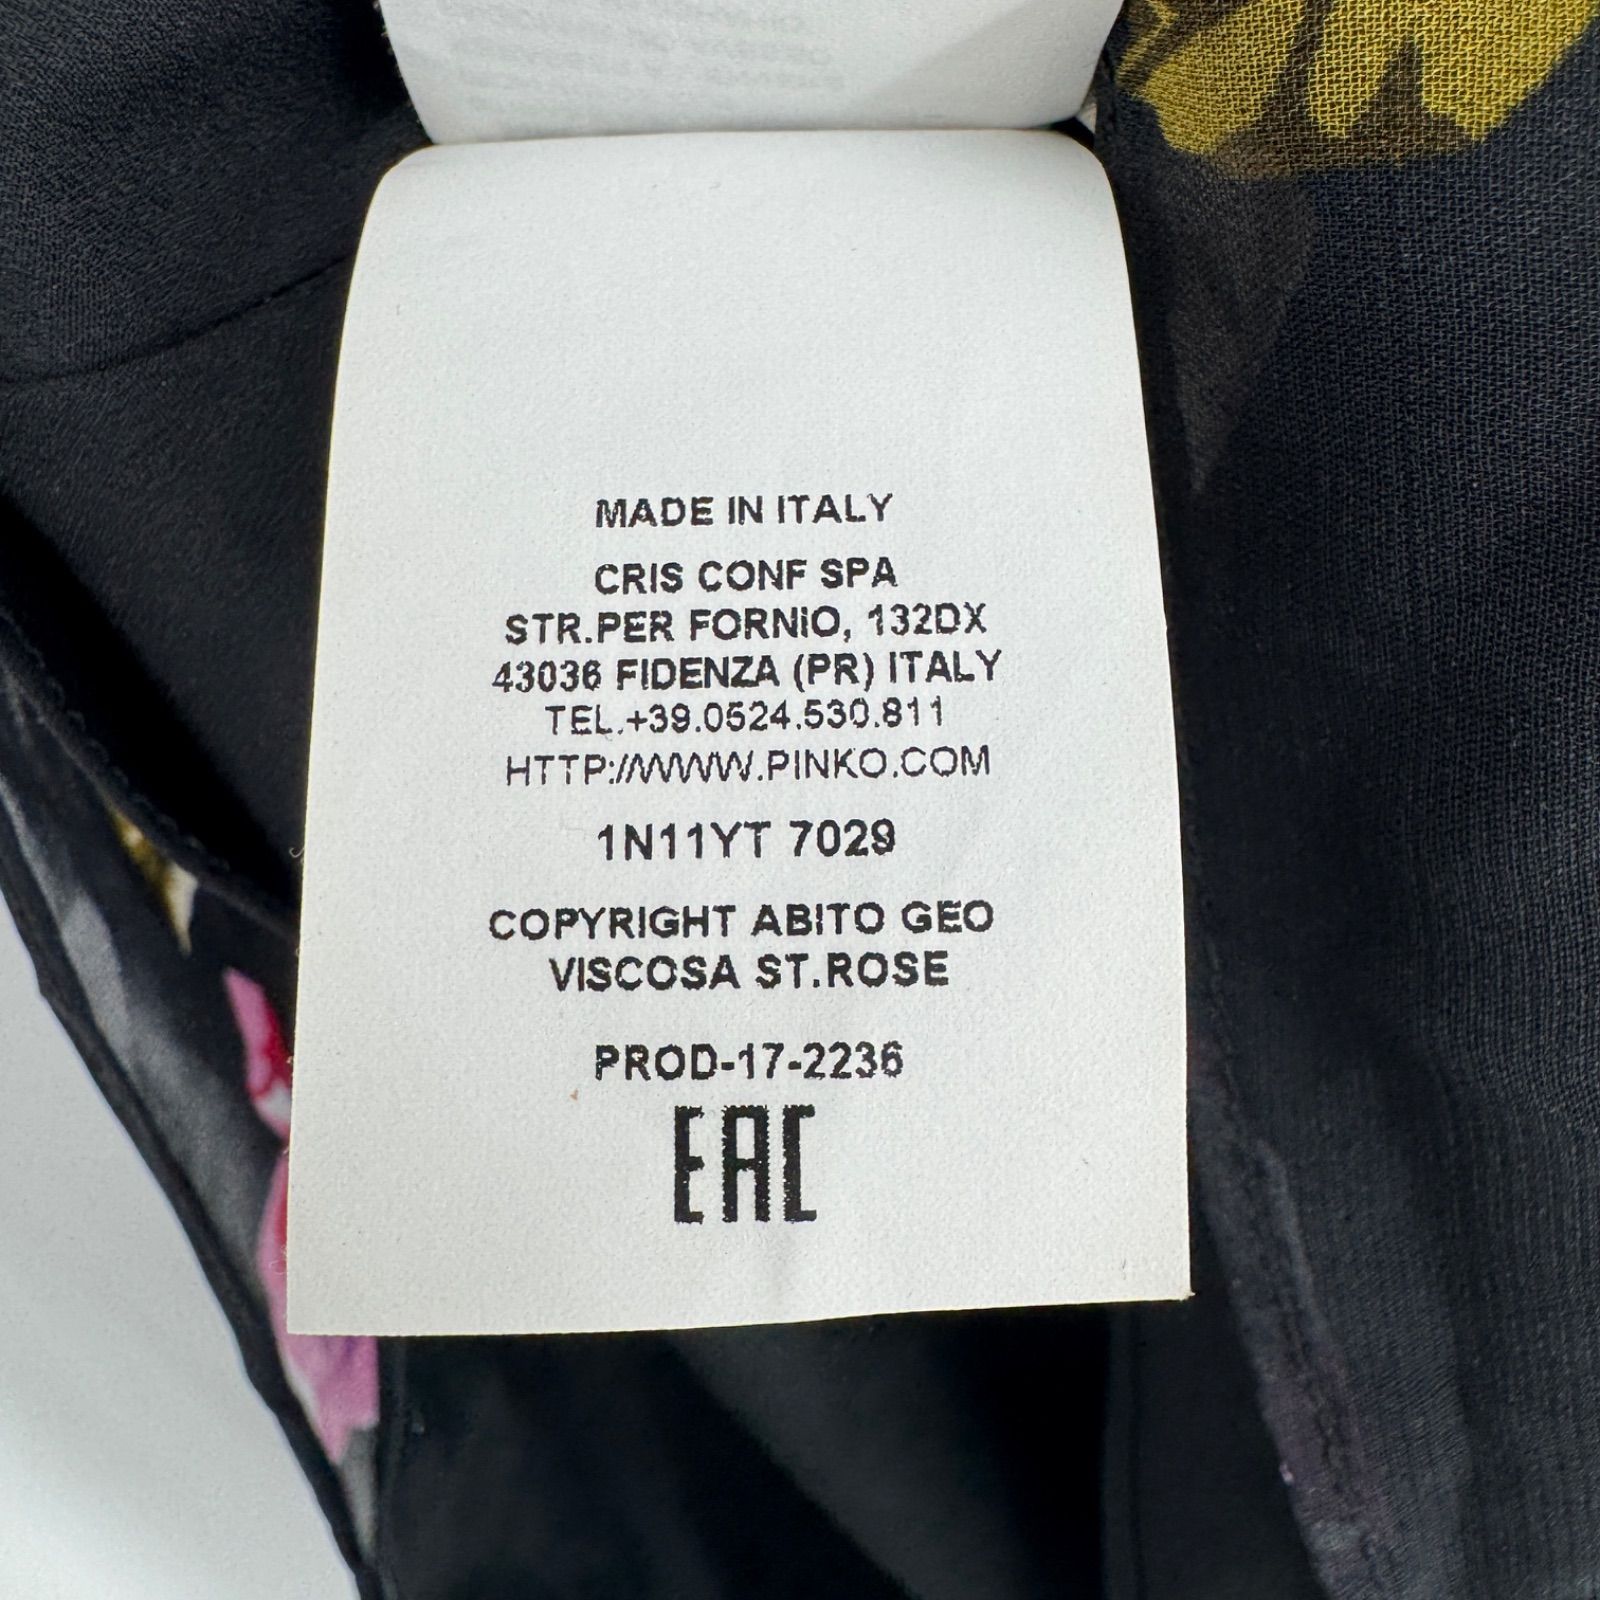 MADE IN ITALY
CRIS CONF SPA
STR.PER FORNiO, 132DX
43036 FIDENZA (PR) ITALY
TEL.+39.0524.530.811
HTTP://WWW.PINKO.COM
1N11YT 7029
COPYRIGHT ABITO GEO
VISCOSA ST.ROSE
PROD-17-2236
EAC